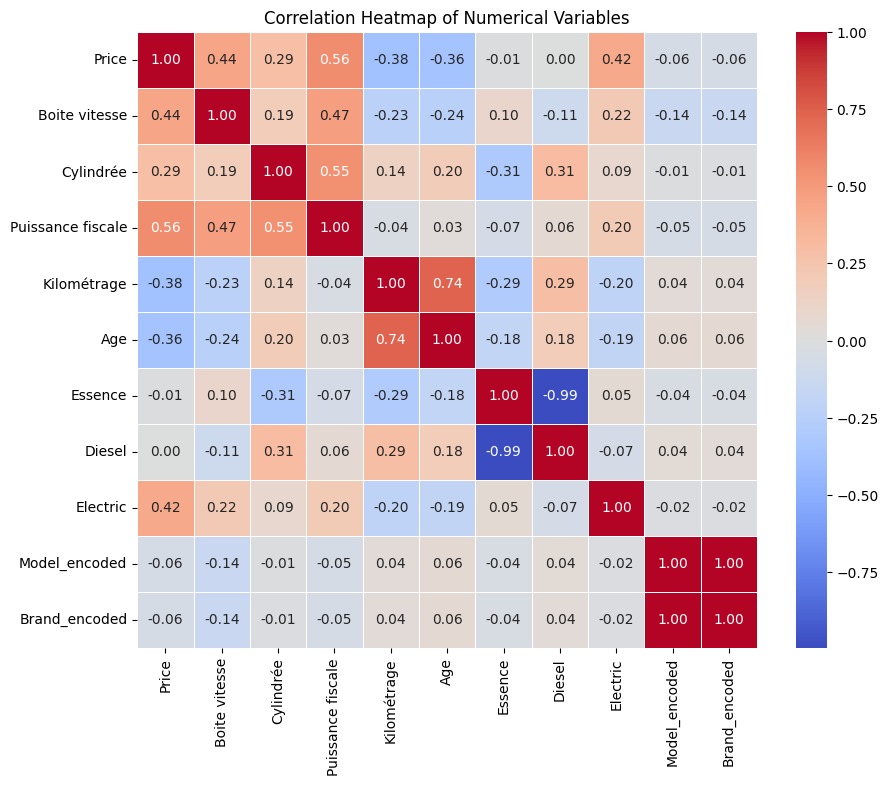 Correlation Heatmap of Numerical Variables
Price 1.00 0.44 0.29 0.56 -0.38 -0.36 -0.01 0.00 0.42 -0.06 -0.06
Boite vitesse 0.44 1.00 0.19 0.47 -0.23 -0.24 0.10 -0.11 0.22 -0.14 -0.14
Cylindrée 0.29 0.19 1.00 0.55 0.14 0.20 -0.31 0.31 0.09 -0.01 -0.01
Puissance fiscale 0.56 0.47 0.55 1.00 -0.04 0.03 -0.07 0.06 0.20 -0.05 -0.05
Kilométrage -0.38 -0.23 0.14 -0.04 1.00 0.74 -0.29 0.29 -0.20 0.04 0.04
Age -0.36 -0.24 0.20 0.03 0.74 1.00 -0.18 0.18 -0.19 0.06 0.06
Essence -0.01 0.10 -0.31 -0.07 -0.29 -0.18 1.00 -0.99 0.05 -0.04 -0.04
Diesel 0.00 -0.11 0.31 0.06 0.29 0.18 -0.99 1.00 -0.07 0.04 0.04
Electric 0.42 0.22 0.09 0.20 -0.20 -0.19 0.05 -0.07 1.00 -0.02 -0.02
Model_encoded -0.06 -0.14 -0.01 -0.05 0.04 0.06 -0.04 0.04 -0.02 1.00 1.00
Brand_encoded -0.06 -0.14 -0.01 -0.05 0.04 0.06 -0.04 0.04 -0.02 1.00 1.00
Price
Boite vitesse
Cylindrée
Puissance fiscale
Kilométrage
Age
Essence
Diesel
Electric
Model_encoded
Brand_encoded
1.00
0.75
0.50
0.25
0.00
-0.25
-0.50
-0.75